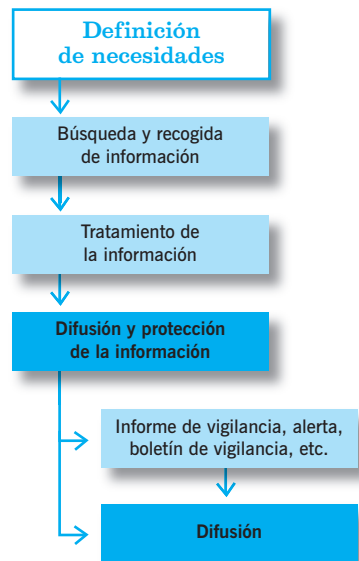 Definición
de necesidades
Búsqueda y recogida
de información
Tratamiento de
la información
Difusión y protección
de la información
Informe de vigilancia, alerta,
boletín de vigilancia, etc.
Difusión